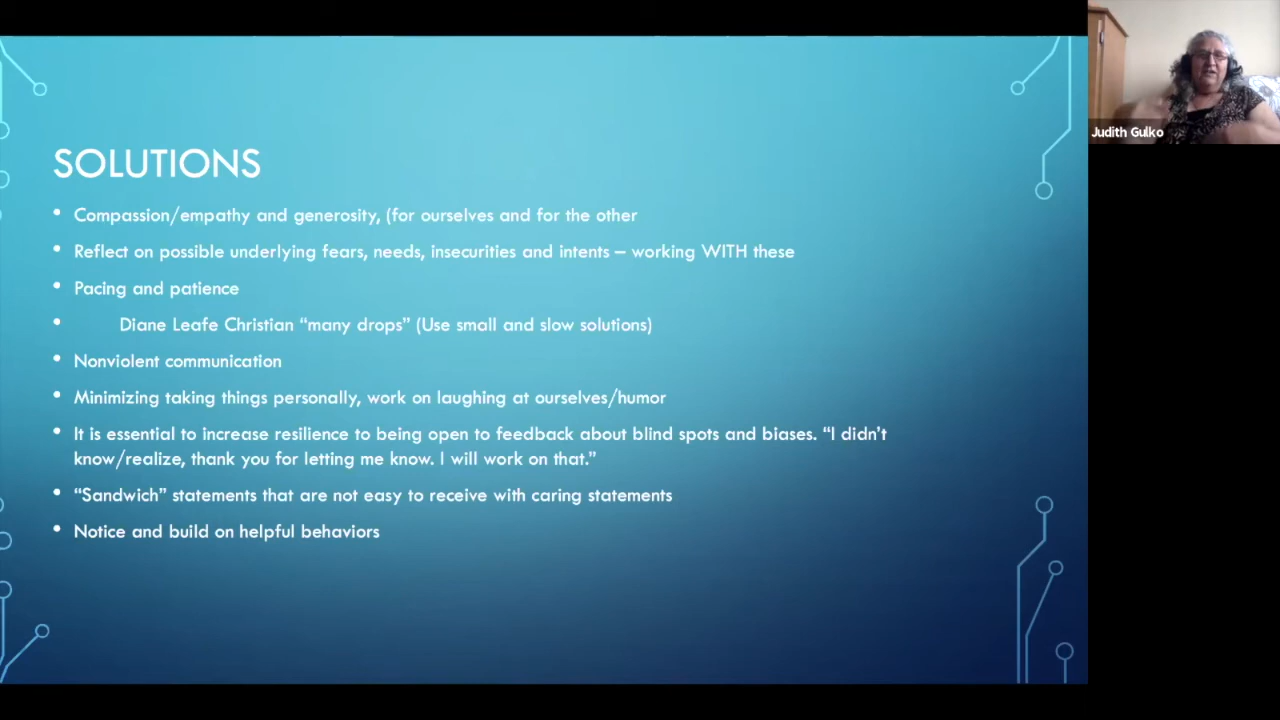 SOLUTIONS
• Compassion/empathy and generosity, (for ourselves and for the other
• Reflect on possible underlying fears, needs, insecurities and intents – working WITH these
• Pacing and patience
• Diane Leafe Christian “many drops” (Use small and slow solutions)
• Nonviolent communication
• Minimizing taking things personally, work on laughing at ourselves/humor
• It is essential to increase resilience to being open to feedback about blind spots and biases. “I didn’t
know/realize, thank you for letting me know. I will work on that.”
• “Sandwich” statements that are not easy to receive with caring statements
• Notice and build on helpful behaviors
Judith Gulko